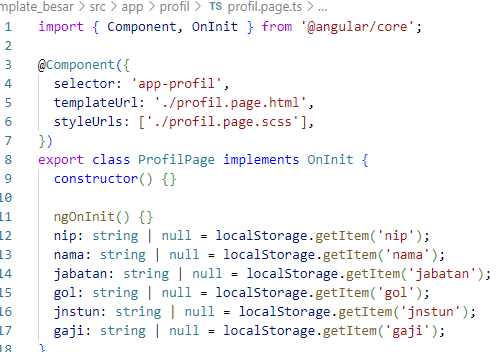 mplate_besar > src > app > profil > TS profil.page.ts > ...
1 import { Component, OnInit } from '@angular/core';
2
3 @Component({
4 selector: 'app-profil',
5 templateUrl: './profil.page.html',
6 styleUrls: ['./profil.page.scss'],
7 })
8 export class ProfilPage implements OnInit {
9 constructor() {}
10
11 ngOnInit() {}
12 nip: string | null = localStorage.getItem('nip');
13 nama: string | null = localStorage.getItem('nama');
14 jabatan: string | null = localStorage.getItem('jabatan');
15 gol: string | null = localStorage.getItem('gol');
16 jnstun: string | null = localStorage.getItem('jnstun');
17 gaji: string | null = localStorage.getItem('gaji');
18 }